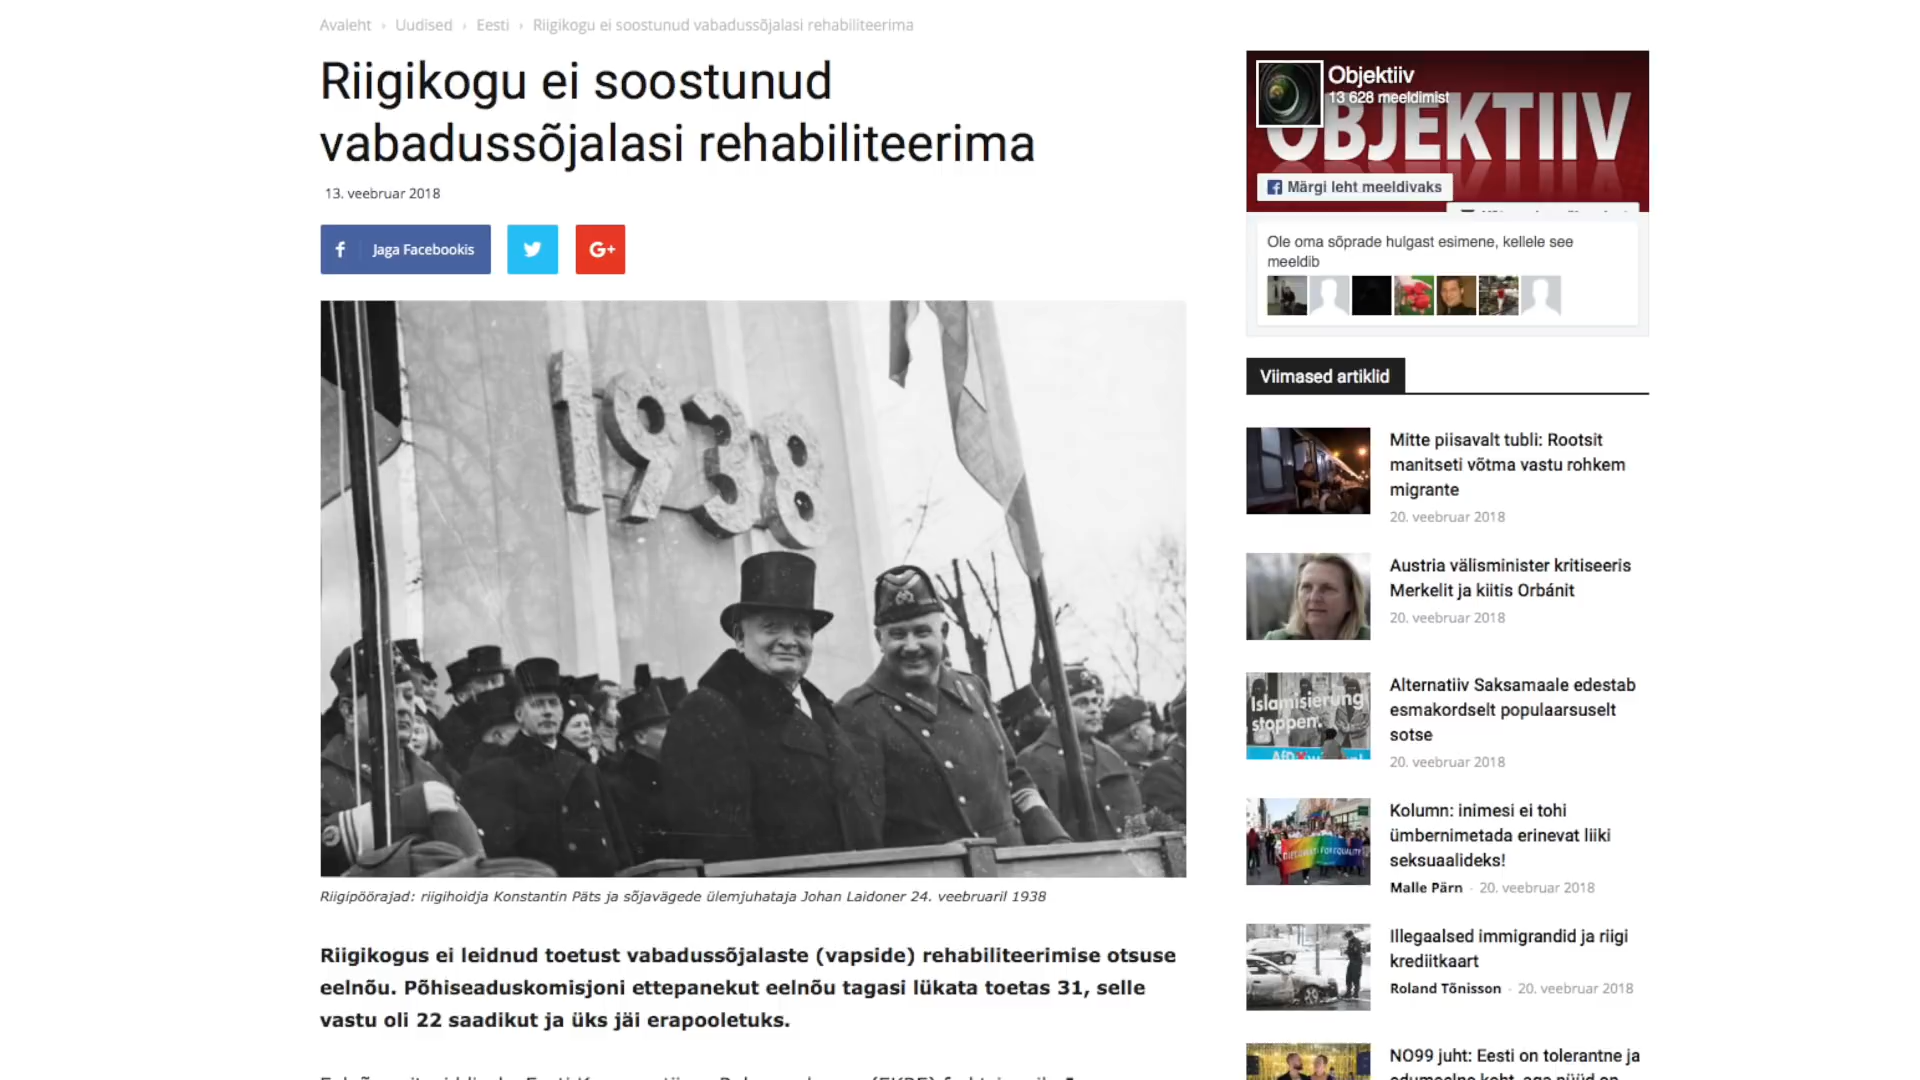 Avaleht › Uudised › Eesti › Riigikogu ei soostunud vabadussõjalasi rehabiliteerima
Riigikogu ei soostunud
vabadussõjalasi rehabiliteerima
13. veebruar 2018
Jaga Facebookis
G+
1938
Riigipöörajad: riigihoidja Konstantin Päts ja sõjavägede ülemjuhataja Johan Laidoner 24. veebruaril 1938
Riigikogus ei leidnud toetust vabadussõjalaste (vapside) rehabiliteerimise otsuse
eelnõu. Põhiseaduskomisjoni ettepanekut eelnõu tagasi lükata toetas 31, selle
vastu oli 22 saadikut ja üks jäi erapooletuks.
Objektiiv
13 628 meeldimist
OBJEKTIIV
Märgi leht meeldivaks
Ole oma sõprade hulgast esimene, kellele see
meeldib
Viimased artiklid
Mitte piisavalt tubli: Rootsit
manitseti võtma vastu rohkem
migrante
20. veebruar 2018
Austria välisminister kritiseeris
Merkelit ja kiitis Orbánit
20. veebruar 2018
Islamisierung
stoppen.
AfD
Alternatiiv Saksamaale edestab
esmakordselt populaarsuselt
sotse
20. veebruar 2018
Kolumn: inimesi ei tohi
ümbernimetada erinevat liiki
seksuaalideks!
Malle Pärn - 20. veebruar 2018
Illegaalsed immigrandid ja riigi
krediitkaart
Roland Tõnisson - 20. veebruar 2018
NO99 juht: Eesti on tolerantne ja